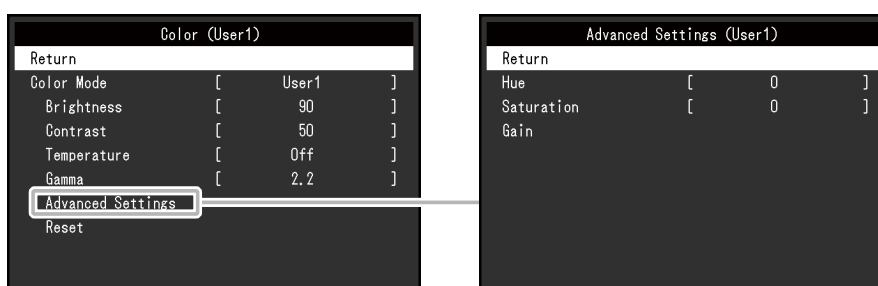 Color (User1)
Return
Color Mode [ User1 ]
Brightness [ 90 ]
Contrast [ 50 ]
Temperature [ Off ]
Gamma [ 2.2 ]
Advanced Settings
Reset
Advanced Settings (User1)
Return
Hue [ 0 ]
Saturation [ 0 ]
Gain